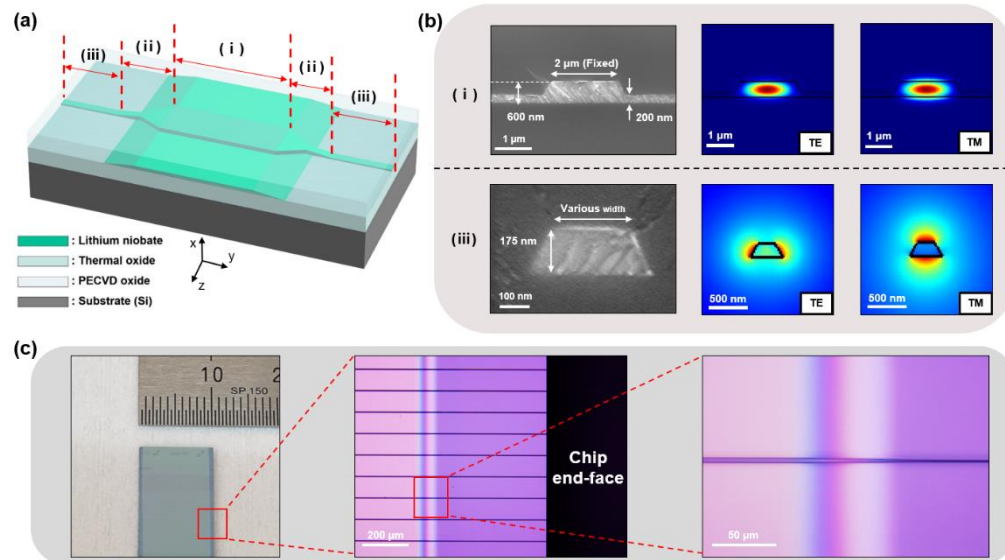 (a)
(iii)
(ii)
(i)
(ii)
(iii)
: Lithium niobate
: Thermal oxide
: PECVD oxide
: Substrate (Si)
x
y
z
(b)
(i)
2 μm (Fixed)
600 nm
200 nm
1 μm
1 μm
TE
1 μm
TM
(iii)
Various width
175 nm
100 nm
500 nm
TE
500 nm
TM
(c)
10
2
SP 150
200 μm
Chip
end-face
50 μm